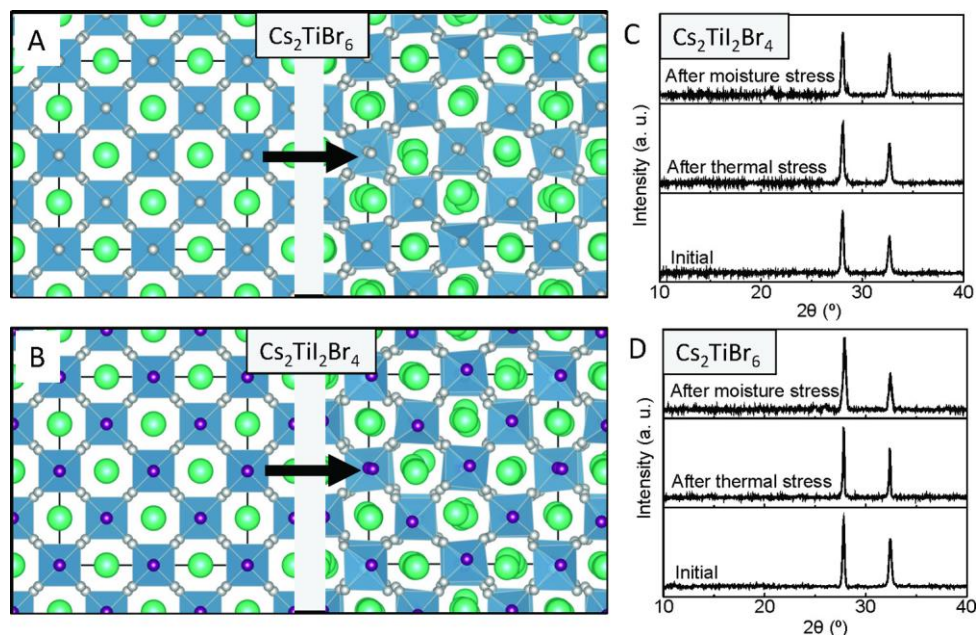 A
Cs₂TiBr₆
B
Cs₂TiI₂Br₄
C
Cs₂TiI₂Br₄
After moisture stress
After thermal stress
Initial
Intensity (a. u.)
10 20 30 40
2θ (º)
D
Cs₂TiBr₆
After moisture stress
After thermal stress
Initial
Intensity (a. u.)
10 20 30 40
2θ (º)